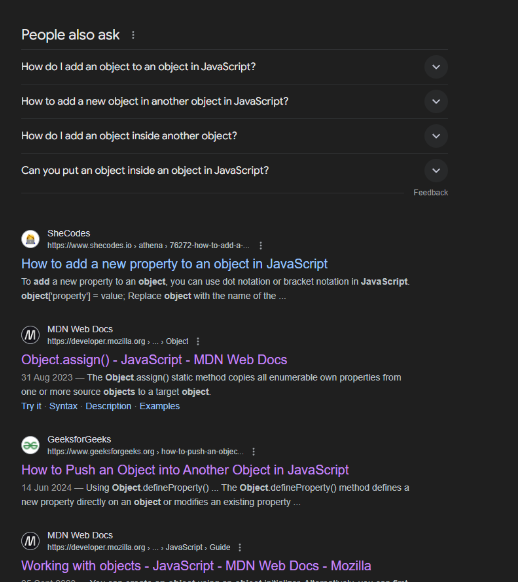 People also ask
How do I add an object to an object in JavaScript?
How to add a new object in another object in JavaScript?
How do I add an object inside another object?
Can you put an object inside an object in JavaScript?
Feedback
SheCodes
https://www.shecodes.io › athena › 76272-how-to-add-a-...
How to add a new property to an object in JavaScript
To add a new property to an object, you can use dot notation or bracket notation in JavaScript.
object['property'] = value; Replace object with the name of the ...
MDN Web Docs
https://developer.mozilla.org › ... › Object
Object.assign() - JavaScript - MDN Web Docs
31 Aug 2023 — The Object.assign() static method copies all enumerable own properties from
one or more source objects to a target object.
Try it · Syntax · Description · Examples
GeeksforGeeks
https://www.geeksforgeeks.org › how-to-push-an-objec...
How to Push an Object into Another Object in JavaScript
14 Jun 2024 — Using Object.defineProperty() ... The Object.defineProperty() method defines a
new property directly on an object or modifies an existing property ...
MDN Web Docs
https://developer.mozilla.org › ... › JavaScript › Guide
Working with objects - JavaScript - MDN Web Docs - Mozilla